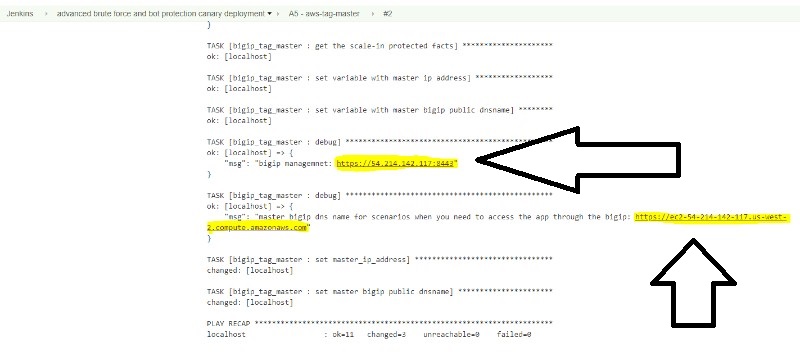 Jenkins advanced brute force and bot protection canary deployment A5 - aws-tag-master #2
}
TASK [bigip_tag_master : get the scale-in protected facts] *********************
ok: [localhost]
TASK [bigip_tag_master : set variable with master ip address] ******************
ok: [localhost]
TASK [bigip_tag_master : set variable with master bigip public dnsname] ********
ok: [localhost]
TASK [bigip_tag_master : debug] ************************************************
ok: [localhost] => {
"msg": "bigip managemnet: https://54.214.142.117:8443"
}
TASK [bigip_tag_master : debug] ************************************************
ok: [localhost] => {
"msg": "master bigip dns name for scenarios when you need to access the app through the bigip: https://ec2-54-214-142-117.us-west-
2.compute.amazonaws.com"
}
TASK [bigip_tag_master : set master_ip_address] ********************************
changed: [localhost]
TASK [bigip_tag_master : set master bigip public dnsname] **********************
changed: [localhost]
PLAY RECAP *********************************************************************
localhost : ok=11 changed=3 unreachable=0 failed=0